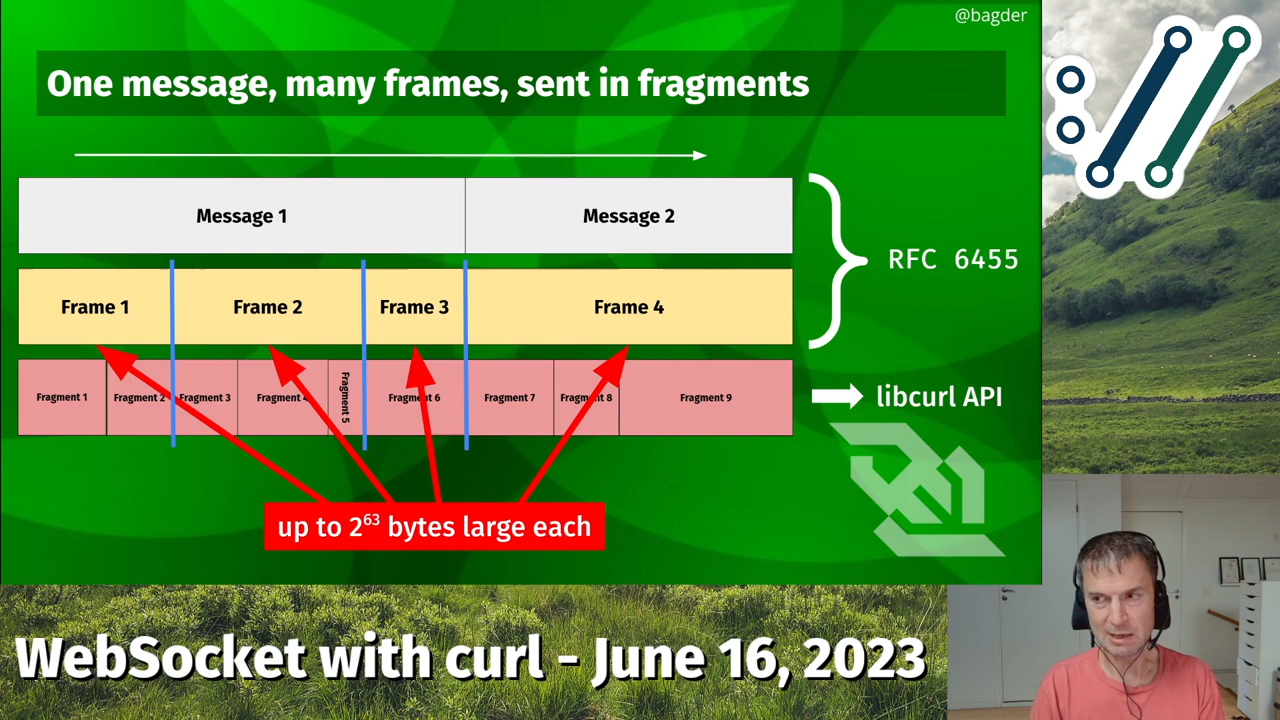 @bagder
One message, many frames, sent in fragments
Message 1
Message 2
RFC 6455
Frame 1
Frame 2
Frame 3
Frame 4
Fragment 1
Fragment 2
Fragment 3
Fragment 4
Fragment 5
Fragment 6
Fragment 7
Fragment 8
Fragment 9
libcurl API
up to 2⁶³ bytes large each
WebSocket with curl - June 16, 2023